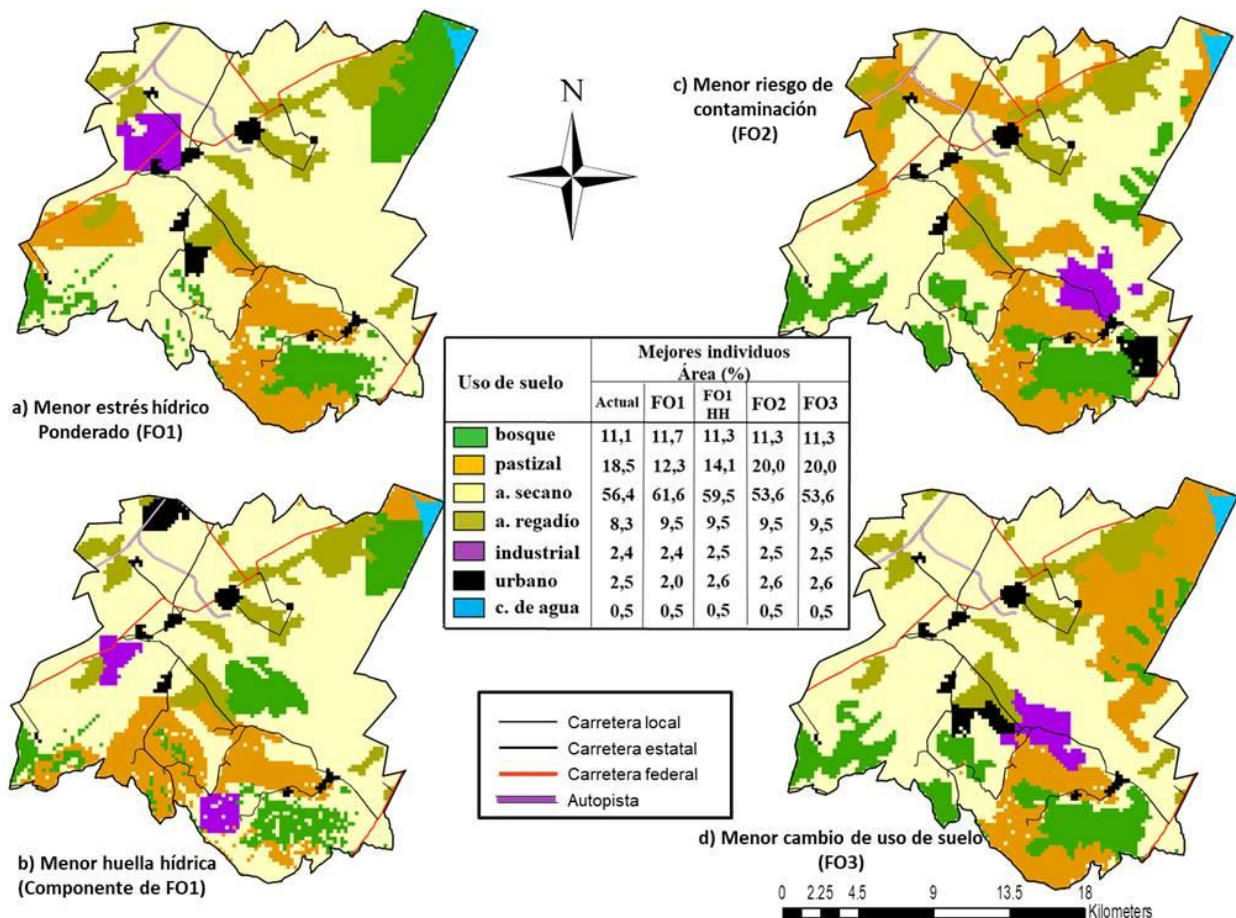 a) Menor estrés hídrico
Ponderado (FO1)
N
c) Menor riesgo de
contaminación
(FO2)
Uso de suelo
Mejores individuos
Área (%)
Actual FO1 FO1 HH FO2 FO3
bosque 11,1 11,7 11,3 11,3 11,3
pastizal 18,5 12,3 14,1 20,0 20,0
a. secano 56,4 61,6 59,5 53,6 53,6
a. regadío 8,3 9,5 9,5 9,5 9,5
industrial 2,4 2,4 2,5 2,5 2,5
urbano 2,5 2,0 2,6 2,6 2,6
c. de agua 0,5 0,5 0,5 0,5 0,5
Carretera local
Carretera estatal
Carretera federal
Autopista
b) Menor huella hídrica
(Componente de FO1)
d) Menor cambio de uso de suelo
(FO3)
0 2.25 4.5 9 13.5 18
Kilometers